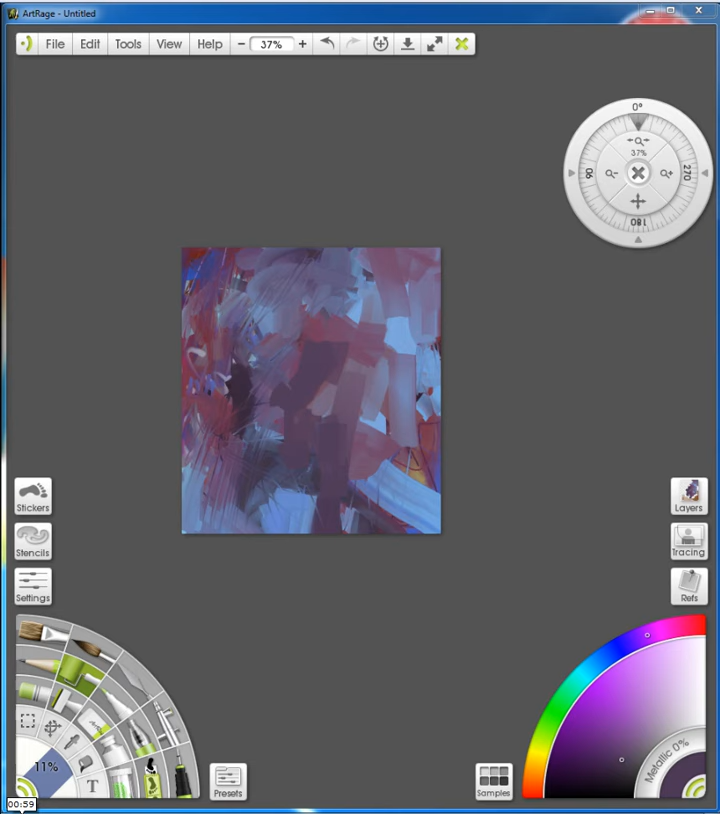 ArtRage - Untitled
File Edit Tools View Help - 37% +
0°
37%
90
270
180
Stickers
Stencils
Settings
Layers
Tracing
Refs
11%
T
Metallic 0%
Presets
Samples
00:59